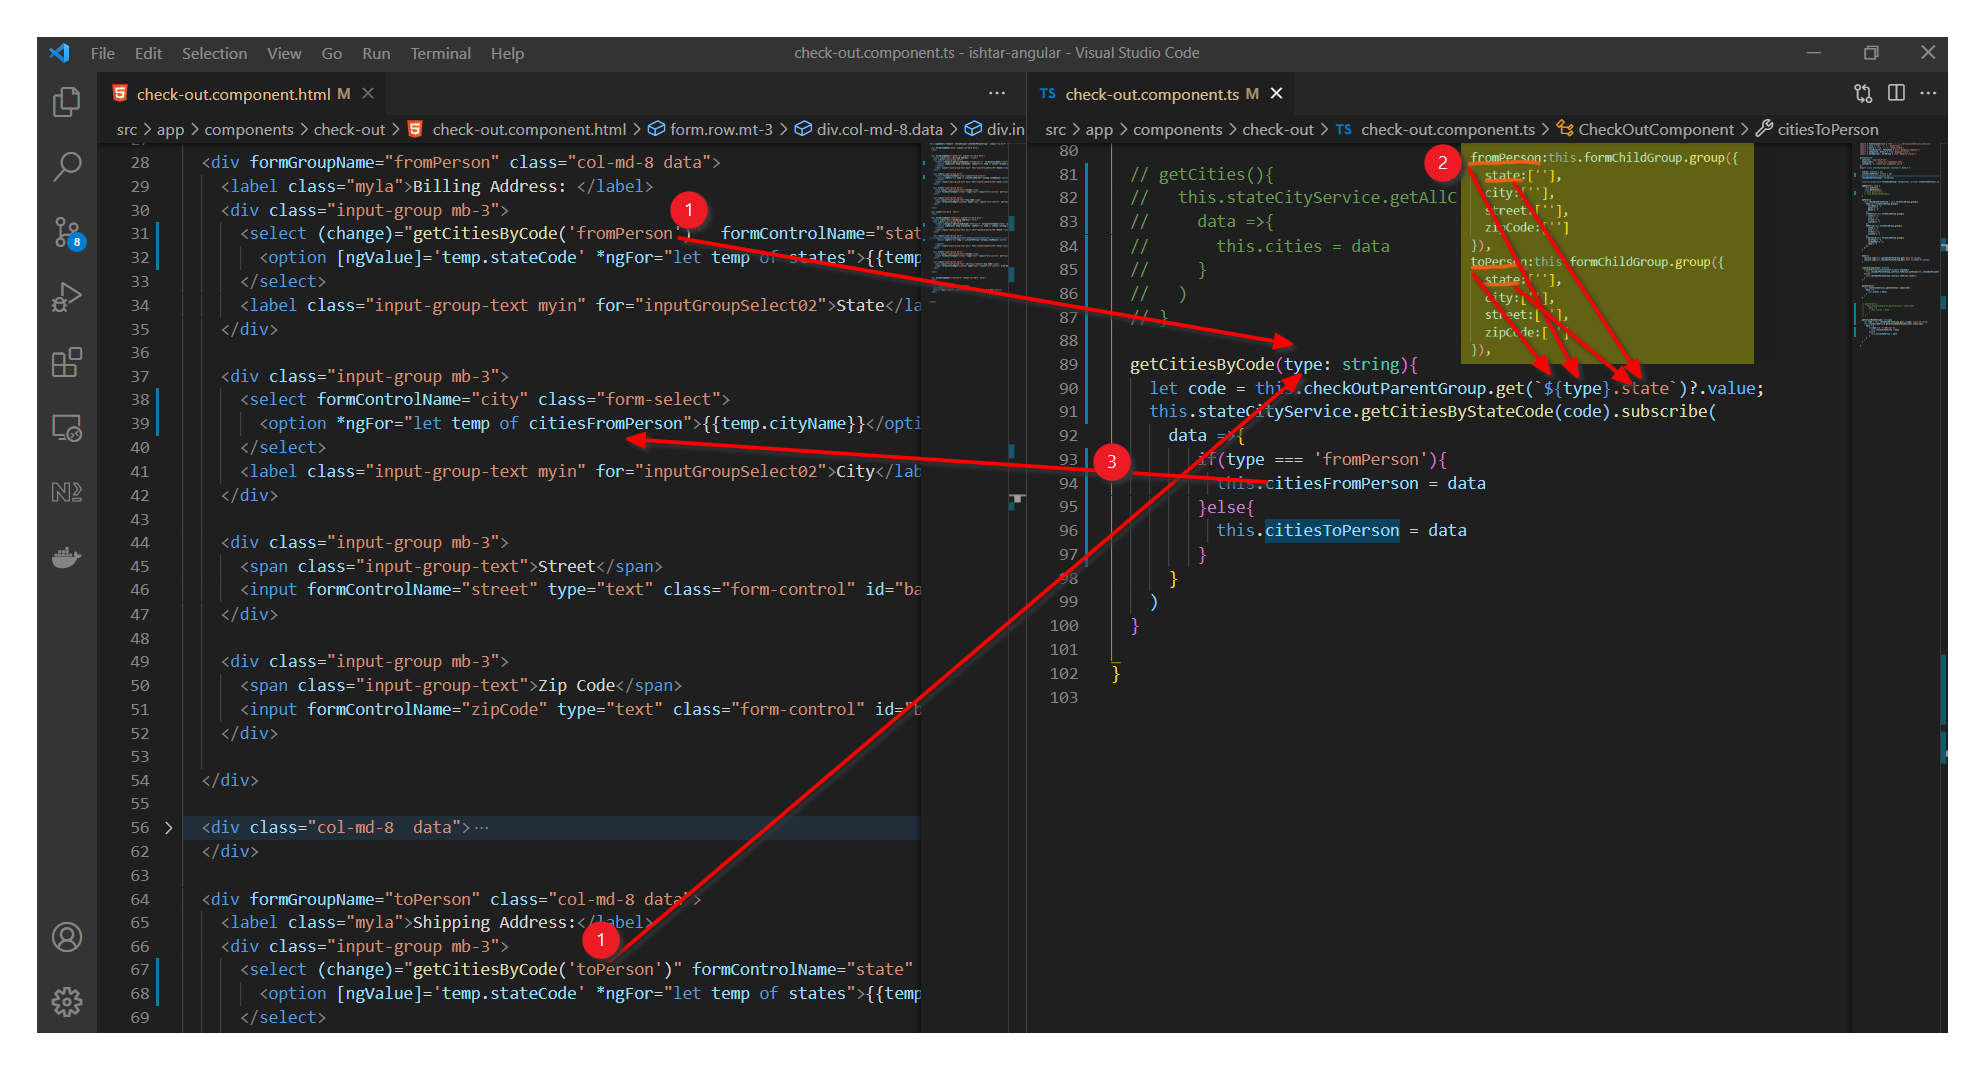 File Edit Selection View Go Run Terminal Help
check-out.component.ts - ishtar-angular - Visual Studio Code
check-out.component.html M
src > app > components > check-out > check-out.component.html > form.row.mt-3 > div.col-md-8.data > div.in
28 <div formGroupName="fromPerson" class="col-md-8 data">
29 <label class="myla">Billing Address: </label>
30 <div class="input-group mb-3">
31 <select (change)="getCitiesByCode('fromPerson') formControlName="stat
32 <option [ngValue]='temp.stateCode' *ngFor="let temp of states">{{temp
33 </select>
34 <label class="input-group-text myin" for="inputGroupSelect02">State</la
35 </div>
36
37 <div class="input-group mb-3">
38 <select formControlName="city" class="form-select">
39 <option *ngFor="let temp of citiesFromPerson">{{temp.cityName}}</opti
40 </select>
41 <label class="input-group-text myin" for="inputGroupSelect02">City</lab
42 </div>
43
44 <div class="input-group mb-3">
45 <span class="input-group-text">Street</span>
46 <input formControlName="street" type="text" class="form-control" id="ba
47 </div>
48
49 <div class="input-group mb-3">
50 <span class="input-group-text">Zip Code</span>
51 <input formControlName="zipCode" type="text" class="form-control" id="b
52 </div>
53
54 </div>
55
56 <div class="col-md-8  data">…
62 </div>
63
64 <div formGroupName="toPerson" class="col-md-8 data">
65 <label class="myla">Shipping Address:</label>
66 <div class="input-group mb-3">
67 <select (change)="getCitiesByCode('toPerson')" formControlName="state"
68 <option [ngValue]='temp.stateCode' *ngFor="let temp of states">{{temp
69 </select>
8
1
1
TS check-out.component.ts M
src > app > components > check-out > TS check-out.component.ts > CheckOutComponent > citiesToPerson
80
81 // getCities(){
82 // this.stateCityService.getAllC
83 // data =>{
84 // this.cities = data
85 // }
86 // )
87 // }
88
89 getCitiesByCode(type: string){
90 let code = this.checkOutParentGroup.get(`${type}.state`)?.value;
91 this.stateCityService.getCitiesByStateCode(code).subscribe(
92 data =>{
93 if(type === 'fromPerson'){
94 this.citiesFromPerson = data
95 }else{
96 this.citiesToPerson = data
97 }
98 }
99 )
100 }
101
102 }
103
2
3
fromPerson:this.formChildGroup.group({
state:[''],
city:[''],
street:[''],
zipCode:['']
}),
toPerson:this.formChildGroup.group({
state:[''],
city:[''],
street:[''],
zipCode:['']
}),